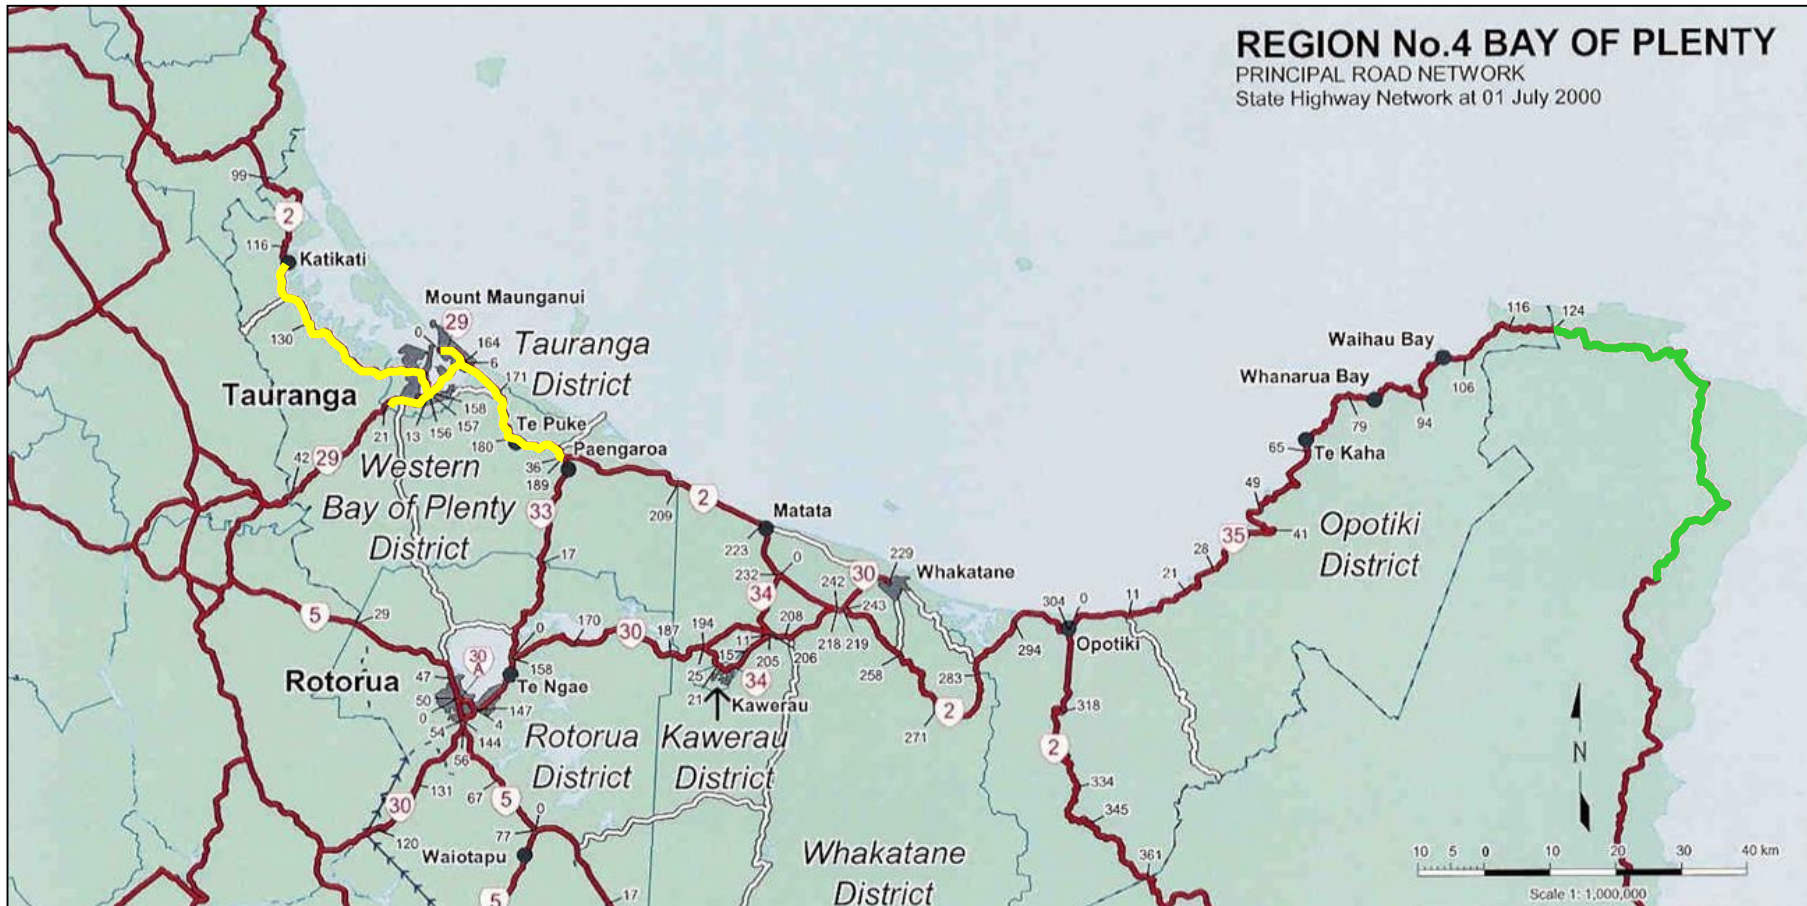 REGION No.4 BAY OF PLENTY
PRINCIPAL ROAD NETWORK
State Highway Network at 01 July 2000
99
2
116
Katikati
130
Mount Maunganui
0
29
164
6
Tauranga
District
171
Tauranga
158
157
156
13
21
Te Puke
180
Paengaroa
36
189
42
29
Western
Bay of Plenty
District
33
17
2
209
Matata
223
0
232
34
242
30
229
Whakatane
243
218
219
208
206
205
11
15
194
187
30
170
0
158
Te Ngae
25
21
34
Kawerau
258
283
271
2
294
304
0
Opotiki
11
21
28
35
41
49
Opotiki
District
65
Te Kaha
Whanarua Bay
79
94
Waihau Bay
106
116
124
5
29
30
A
47
Rotorua
50
0
54
147
4
144
56
Rotorua
District
Kawerau
District
131
30
120
67
5
0
77
Waiotapu
5
17
Whakatane
District
318
2
334
345
361
N
10 5 0 10 20 30 40 km
Scale 1: 1,000,000